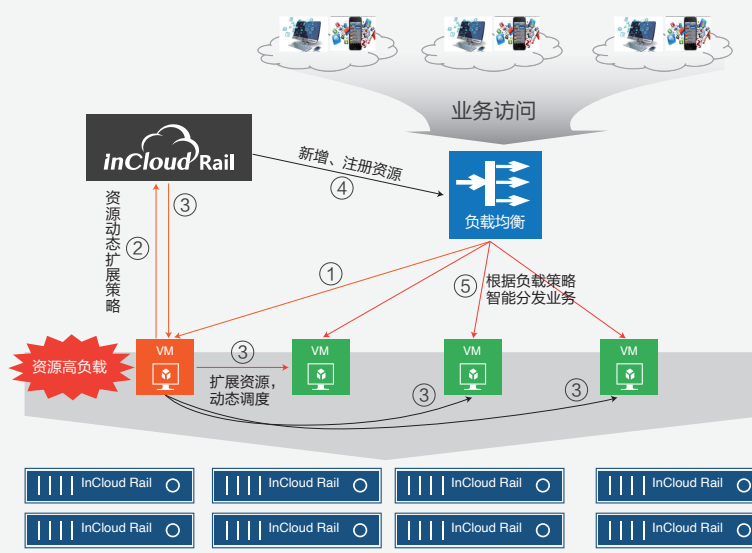 业务访问
inCloud Rail
新增、注册资源
④
负载均衡
资源动态扩展策略
②
③
①
⑤
根据负载策略
智能分发业务
资源高负载
VM
③
扩展资源，
动态调度
VM
VM
VM
③
③
InCloud Rail
InCloud Rail
InCloud Rail
InCloud Rail
InCloud Rail
InCloud Rail
InCloud Rail
InCloud Rail